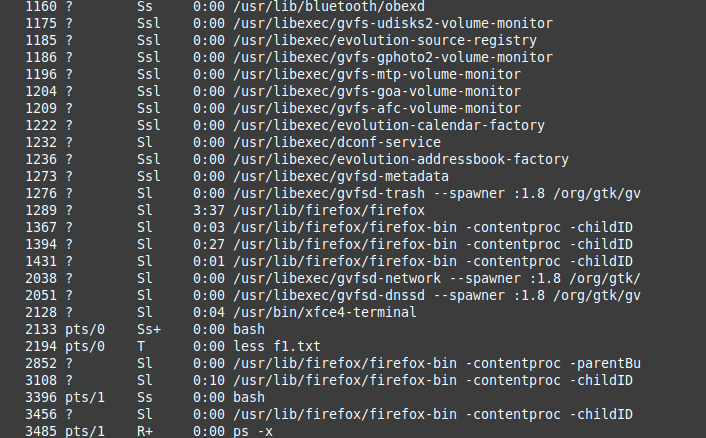 1160 ?        Ss     0:00 /usr/lib/bluetooth/obexd
1175 ?        Ssl    0:00 /usr/libexec/gvfs-udisks2-volume-monitor
1185 ?        Ssl    0:00 /usr/libexec/evolution-source-registry
1186 ?        Ssl    0:00 /usr/libexec/gvfs-gphoto2-volume-monitor
1196 ?        Ssl    0:00 /usr/libexec/gvfs-mtp-volume-monitor
1204 ?        Ssl    0:00 /usr/libexec/gvfs-goa-volume-monitor
1209 ?        Ssl    0:00 /usr/libexec/gvfs-afc-volume-monitor
1222 ?        Ssl    0:00 /usr/libexec/evolution-calendar-factory
1232 ?        Sl     0:00 /usr/libexec/dconf-service
1236 ?        Ssl    0:00 /usr/libexec/evolution-addressbook-factory
1273 ?        Ssl    0:00 /usr/libexec/gvfsd-metadata
1276 ?        Sl     0:00 /usr/libexec/gvfsd-trash --spawner :1.8 /org/gtk/gv
1289 ?        Sl     3:37 /usr/lib/firefox/firefox
1367 ?        Sl     0:03 /usr/lib/firefox/firefox-bin -contentproc -childID
1394 ?        Sl     0:27 /usr/lib/firefox/firefox-bin -contentproc -childID
1431 ?        Sl     0:01 /usr/lib/firefox/firefox-bin -contentproc -childID
2038 ?        Sl     0:00 /usr/libexec/gvfsd-network --spawner :1.8 /org/gtk/
2051 ?        Sl     0:00 /usr/libexec/gvfsd-dnssd --spawner :1.8 /org/gtk/gv
2128 ?        Sl     0:04 /usr/bin/xfce4-terminal
2133 pts/0    Ss+    0:00 bash
2194 pts/0    T      0:00 less f1.txt
2852 ?        Sl     0:00 /usr/lib/firefox/firefox-bin -contentproc -parentBu
3108 ?        Sl     0:10 /usr/lib/firefox/firefox-bin -contentproc -childID
3396 pts/1    Ss     0:00 bash
3456 ?        Sl     0:00 /usr/lib/firefox/firefox-bin -contentproc -childID
3485 pts/1    R+     0:00 ps -x